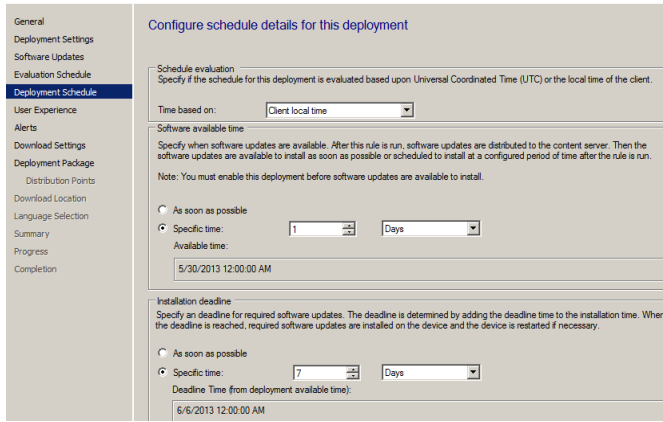 General
Deployment Settings
Software Updates
Evaluation Schedule
Deployment Schedule
User Experience
Alerts
Download Settings
Deployment Package
Distribution Points
Download Location
Language Selection
Summary
Progress
Completion
Configure schedule details for this deployment
Schedule evaluation
Specify if the schedule for this deployment is evaluated based upon Universal Coordinated Time (UTC) or the local time of the client.
Time based on: Client local time
Software available time
Specify when software updates are available. After this rule is run, software updates are distributed to the content server. Then the
software updates are available to install as soon as possible or scheduled to install at a configured period of time after the rule is run.
Note: You must enable this deployment before software updates are available to install.
As soon as possible
Specific time: 1 Days
Available time:
5/30/2013 12:00:00 AM
Installation deadline
Specify an deadline for required software updates. The deadline is determined by adding the deadline time to the installation time. When
the deadline is reached, required software updates are installed on the device and the device is restarted if necessary.
As soon as possible
Specific time: 7 Days
Deadline Time (from deployment available time):
6/6/2013 12:00:00 AM